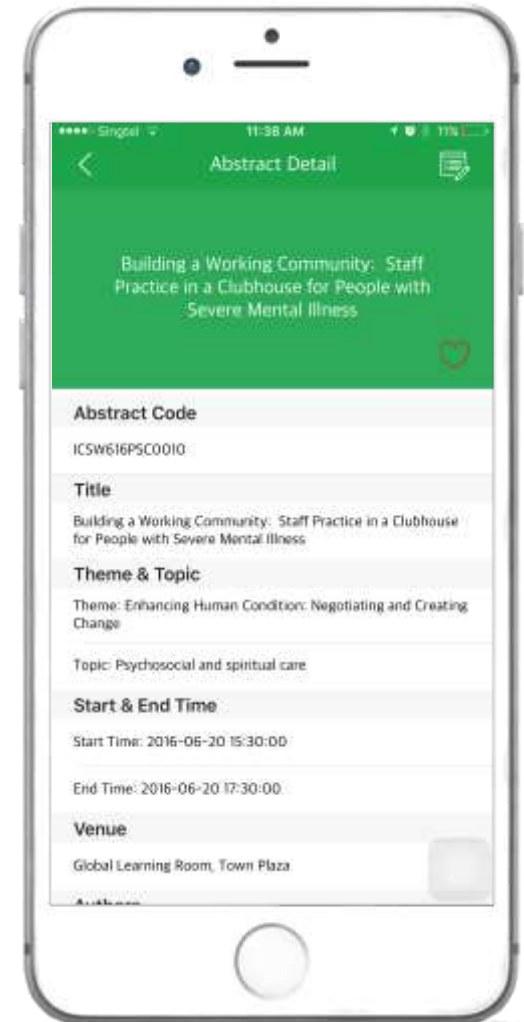 Singtel 11:36 AM 11%
Abstract Detail
Building a Working Community: Staff
Practice in a Clubhouse for People with
Severe Mental Illness
Abstract Code
ICSW616PSC0010
Title
Building a Working Community: Staff Practice in a Clubhouse
for People with Severe Mental Illness
Theme & Topic
Theme: Enhancing Human Condition: Negotiating and Creating
Change
Topic: Psychosocial and spiritual care
Start & End Time
Start Time: 2016-06-20 15:30:00
End Time: 2016-06-20 17:30:00
Venue
Global Learning Room, Town Plaza
Authors